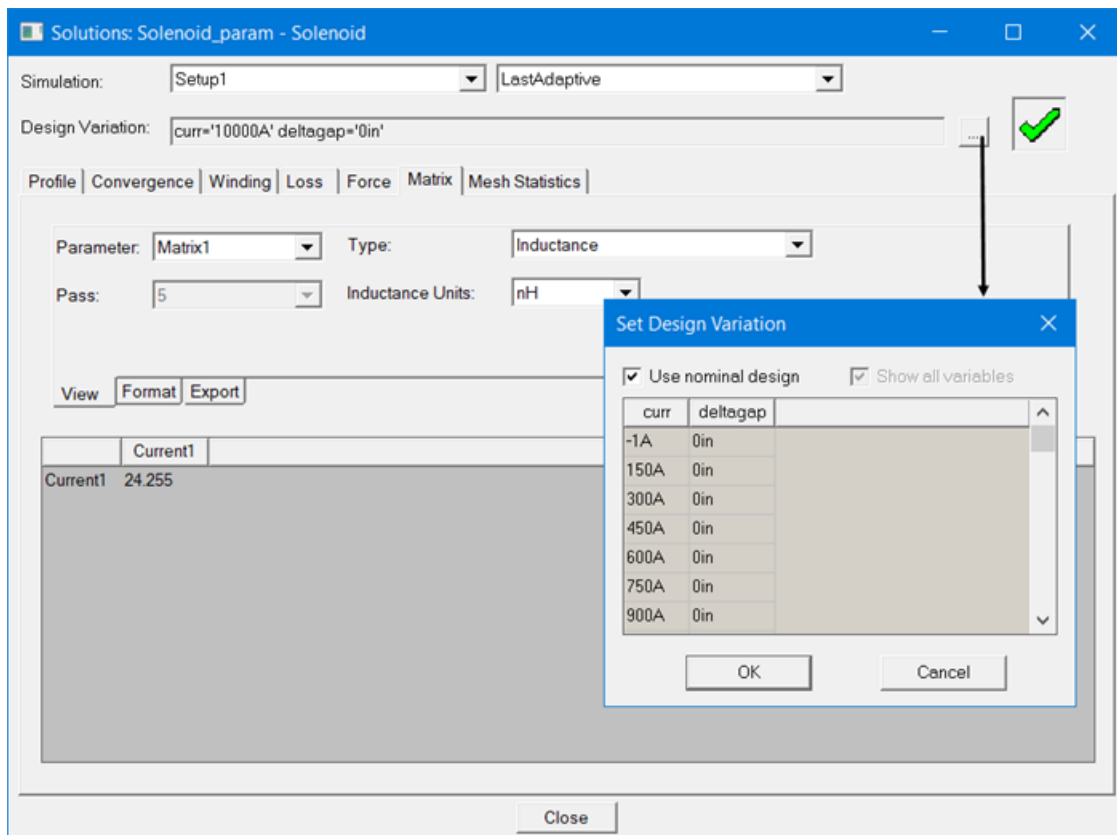 Solutions: Solenoid_param - Solenoid
Simulation: Setup1 LastAdaptive
Design Variation: curr='10000A' deltagap='0in' ...
Profile Convergence Winding Loss Force Matrix Mesh Statistics
Parameter: Matrix1 Type: Inductance
Pass: 5 Inductance Units: nH
View Format Export
Current1
Current1 24.255
Set Design Variation
Use nominal design Show all variables
curr deltagap
-1A 0in
150A 0in
300A 0in
450A 0in
600A 0in
750A 0in
900A 0in
OK Cancel
Close